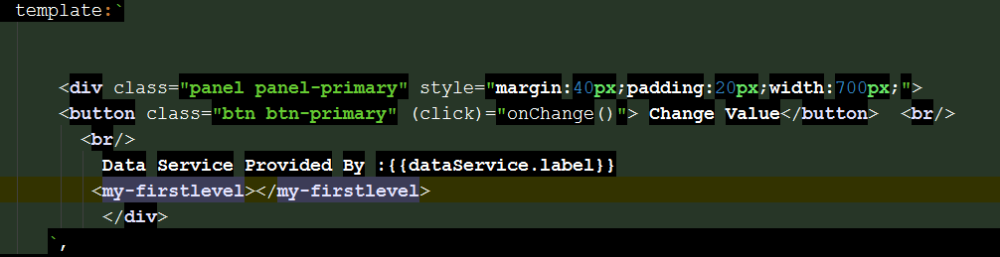 template:`
<div class="panel panel-primary" style="margin:40px;padding:20px;width:700px;">
<button class="btn btn-primary" (click)="onChange()"> Change Value</button>  <br/>
<br/>
Data Service Provided By :{{dataService.label}}
<my-firstlevel></my-firstlevel>
</div>
`,